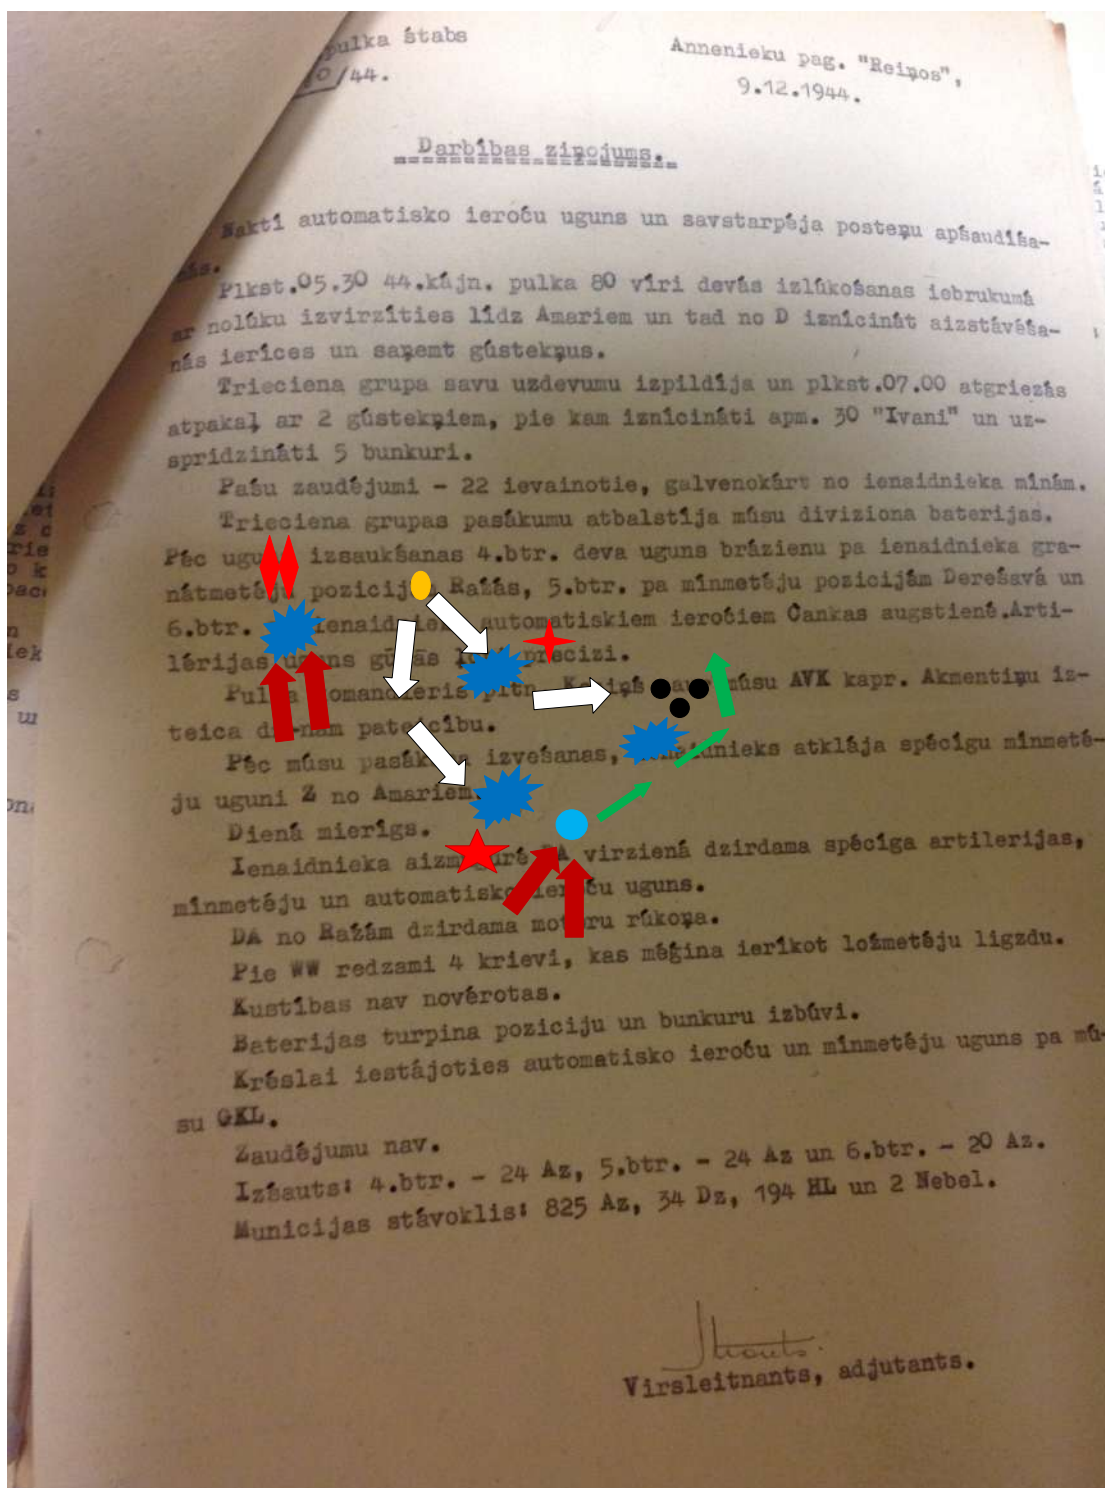 pulka štabs
/44.
Annenieku pag. "Reiņos",
9.12.1944.
Darbības ziņojums.
Naktī automatisko ieroču uguns un savstarpēja posteņu apšaudīša-
nās.
Plkst.05.30 44.kājn. pulka 80 vīri devās izlūkošanas iebrukumā
ar nolūku izvirzīties līdz Amariem un tad no D iznīcināt aizstāvēša-
nās ierīces un saņemt gūstekņus.
Trieciena grupa savu uzdevumu izpildīja un plkst.07.00 atgriezās
atpakaļ ar 2 gūstekņiem, pie kam iznīcināti apm. 30 "Ivani" un uz-
spridzināti 5 bunkuri.
Pašu zaudējumi - 22 ievainotie, galvenokārt no ienaidnieka mīnām.
Trieciena grupas pasākumu atbalstīja mūsu diviziona baterijas.
Pēc izsaukšanas 4.btr. deva uguns brāzienu pa ienaidnieka gra-
nātmetēju Ražās, 5.btr. pa mīnmetēju pozicijām Derešavā un
6.btr. automatiskiem ieročiem Čankas augstienē.Arti-
lērijas uguns precizi.
mūsu AVK kapr. Akmentiņu iz-
teica pateicību.
Pēc mūsu izvešanas, ienaidnieks atklāja spēcīgu mīnmetē-
ju uguni Z no Amariem.
Dienā mierīgs.
Ienaidnieka DA virzienā dzirdama spēcīga artilerijas,
mīnmetēju un automatisko ieroču uguns.
DA no Ražām dzirdama motoru rūkoņa.
Pie WW redzami 4 krievi, kas mēģina ierīkot ložmetēju ligzdu.
Kustības nav novērotas.
Baterijas turpina poziciju un bunkuru izbūvi.
Krēslai iestājoties automatisko ieroču un mīnmetēju uguns pa mū-
su GKL.
Zaudējumu nav.
Izšauts: 4.btr. - 24 Az, 5.btr. - 24 Az un 6.btr. - 20 Az.
Municijas stāvoklis: 825 Az, 34 Dz, 194 HL un 2 Nebel.
Virsleitnants, adjutants.